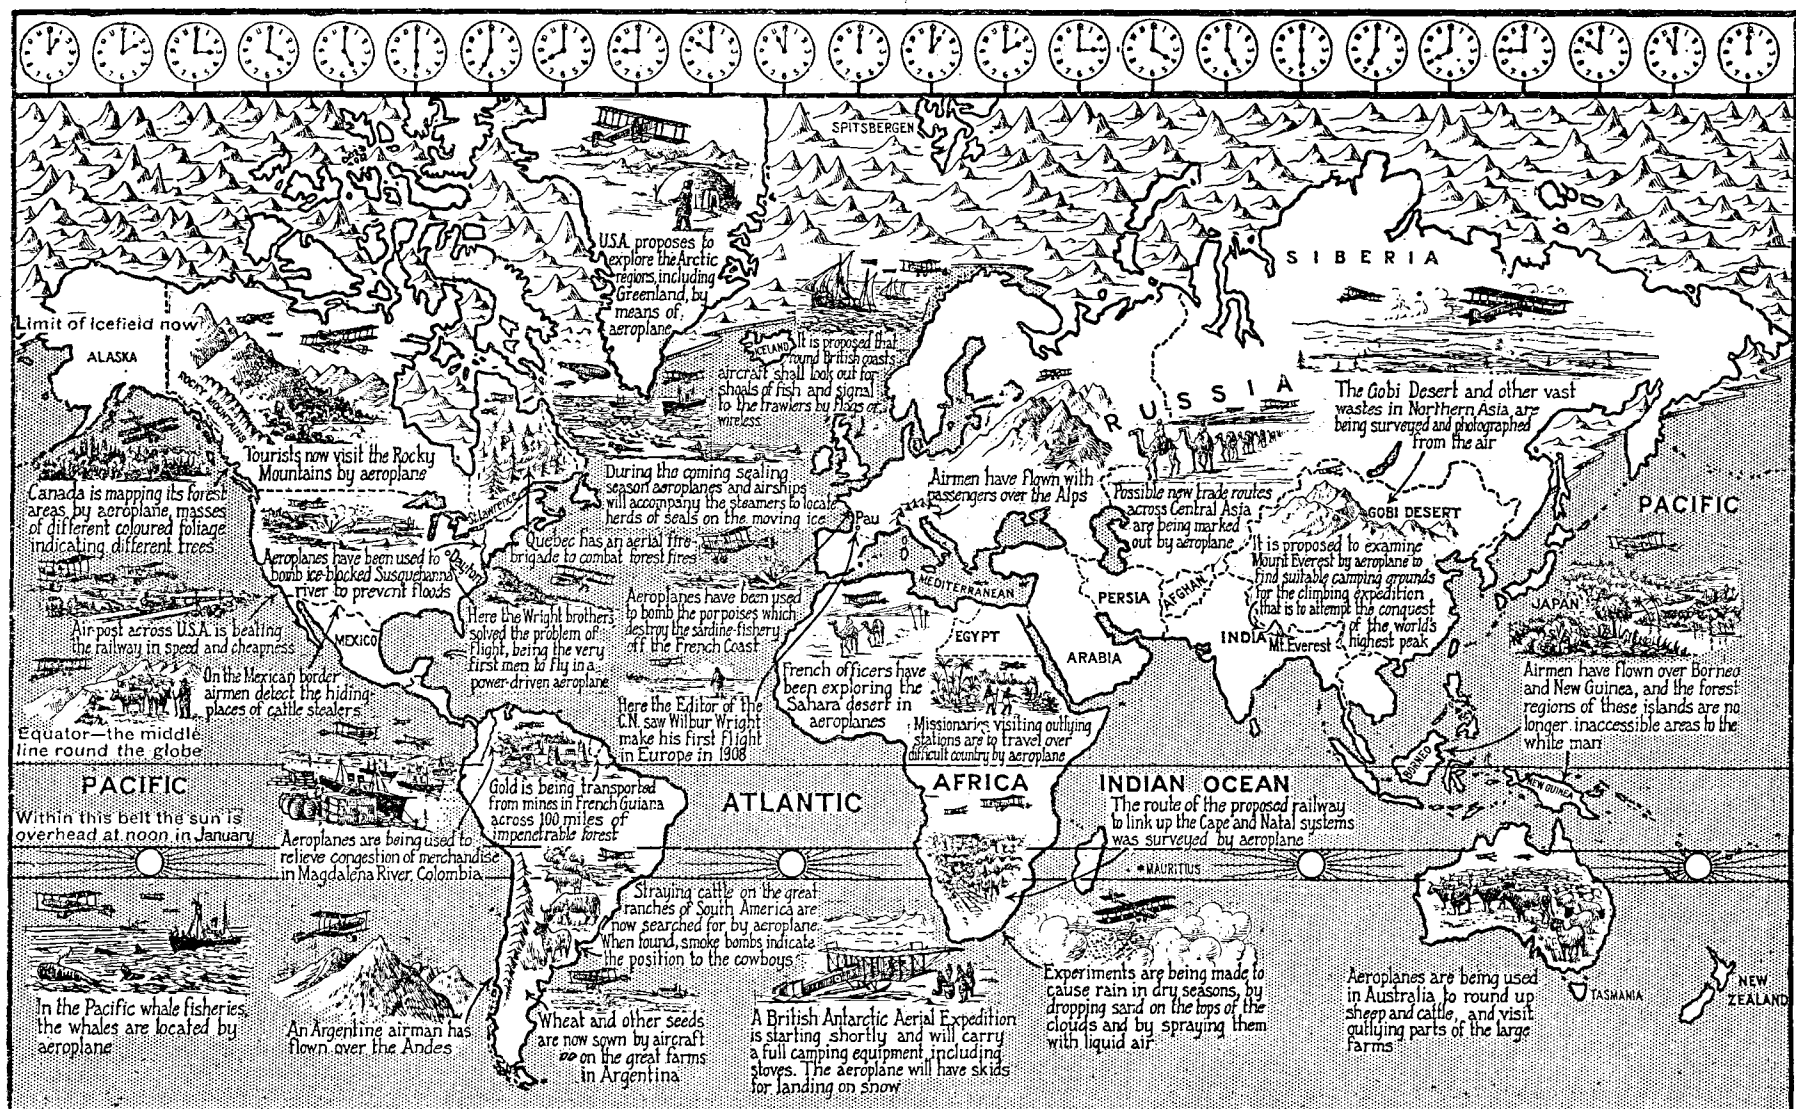 SPITSBERGEN
U.S.A. proposes to
explore the Arctic
regions, including
Greenland, by
means of
aeroplane
SIBERIA
Limit of icefield now
ALASKA
ROCKY MOUNTAINS
ICELAND
It is proposed that
round British coasts
aircraft shall look out for
shoals of fish and signal
to the trawlers by flags or
wireless
RUSSIA
The Gobi Desert and other vast
wastes in Northern Asia, are
being surveyed and photographed
from the air
Tourists now visit the Rocky
Mountains by aeroplane
During the coming sealing
season aeroplanes and airships
will accompany the steamers to locate
herds of seals on the moving ice
Airmen have flown with
passengers over the Alps
Possible new trade routes
across Central Asia
are being marked
out by aeroplane
Canada is mapping its forest
areas by aeroplane, masses
of different coloured foliage
indicating different trees
St. Lawrence
Pau
GOBI DESERT
PACIFIC
Quebec has an aerial fire-
brigade to combat forest fires
Aeroplanes have been used to
bomb ice-blocked Susquehanna
river to prevent floods
Dayton
It is proposed to examine
Mount Everest by aeroplane to
find suitable camping grounds
for the climbing expedition
that is to attempt the conquest
of the world's
highest peak
MEDITERRANEAN
PERSIA
AFGHAN
JAPAN
Aeroplanes have been used
to bomb the porpoises which
destroy the sardine-fishery
off the French Coast
Here the Wright brothers
solved the problem of
flight, being the very
first men to fly in a
power-driven aeroplane
Air-post across U.S.A. is beating
the railway in speed and cheapness
MEXICO
EGYPT
ARABIA
INDIA
Mt. Everest
On the Mexican border
airmen detect the hiding-
places of cattle stealers
French officers have
been exploring the
Sahara desert in
aeroplanes
Airmen have flown over Borneo
and New Guinea, and the forest
regions of these islands are no
longer inaccessible areas to the
white man
Here the Editor of the
C.N. saw Wilbur Wright
make his first flight
in Europe in 1908
Missionaries visiting outlying
stations are to travel over
difficult country by aeroplane
Equator—the middle
line round the globe
BORNEO
NEW GUINEA
PACIFIC
ATLANTIC
AFRICA
INDIAN OCEAN
Gold is being transported
from mines in French Guiana
across 100 miles of
impenetrable forest
The route of the proposed railway
to link up the Cape and Natal systems
was surveyed by aeroplane
Within this belt the sun is
overhead at noon in January
Aeroplanes are being used to
relieve congestion of merchandise
in Magdalena River, Colombia
MAURITIUS
Straying cattle on the great
ranches of South America are
now searched for by aeroplane.
When found, smoke bombs indicate
the position to the cowboys
Experiments are being made to
cause rain in dry seasons, by
dropping sand on the tops of the
clouds and by spraying them
with liquid air
Aeroplanes are being used
in Australia to round up
sheep and cattle, and visit
outlying parts of the large
farms
TASMANIA
NEW
ZEALAND
In the Pacific whale fisheries,
the whales are located by
aeroplane
An Argentine airman has
flown over the Andes
Wheat and other seeds
are now sown by aircraft
on the great farms
in Argentina
A British Antarctic Aerial Expedition
is starting shortly and will carry
a full camping equipment, including
stoves. The aeroplane will have skids
for landing on snow